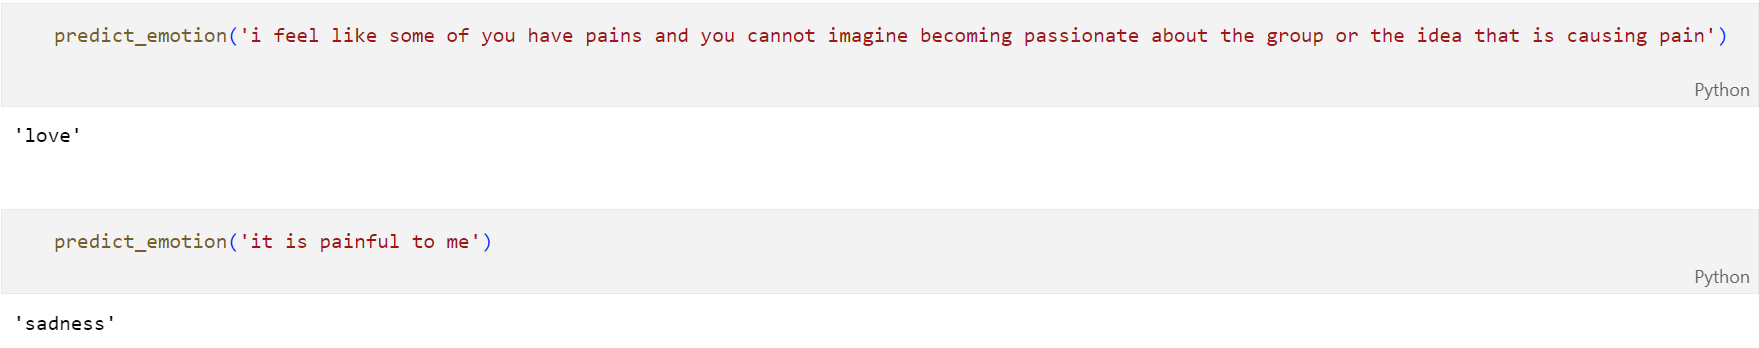 predict_emotion('i feel like some of you have pains and you cannot imagine becoming passionate about the group or the idea that is causing pain')
Python
'love'
predict_emotion('it is painful to me')
Python
'sadness'